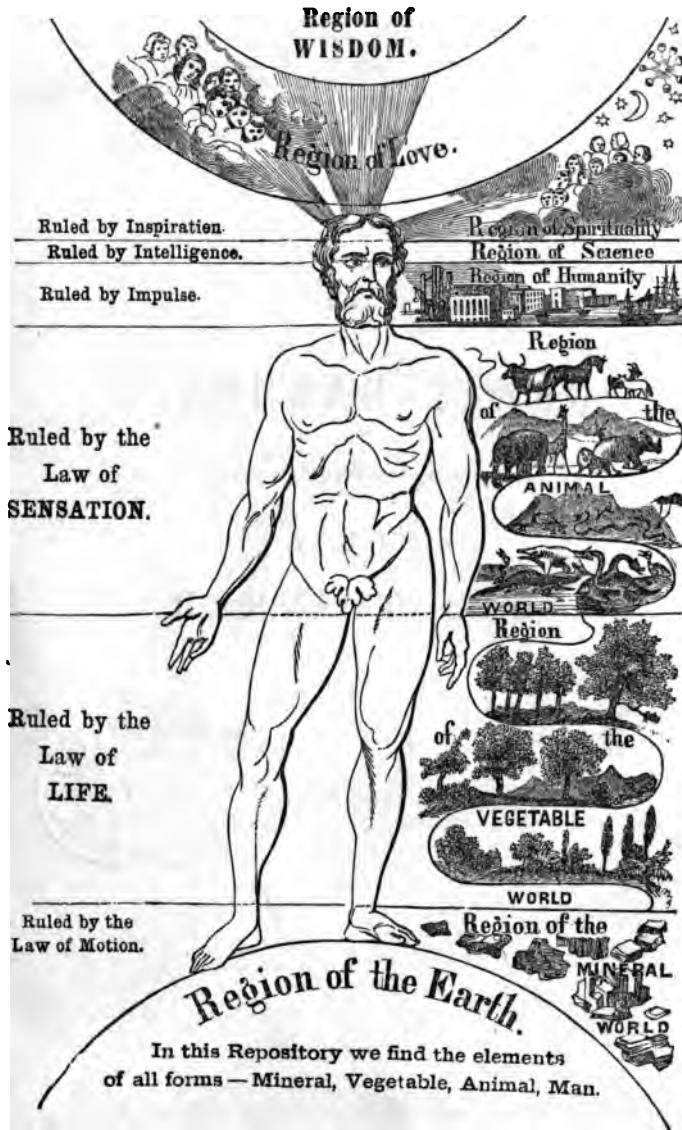 Region of
WISDOM.
Region of Love.
Ruled by Inspiration.
Region of Spirituality
Ruled by Intelligence.
Region of Science
Ruled by Impulse.
Region of Humanity
Ruled by the
Law of
SENSATION.
Region
of the
ANIMAL
WORLD
Ruled by the
Law of
LIFE.
Region
of the
VEGETABLE
WORLD
Ruled by the
Law of Motion.
Region of the
MINERAL
WORLD
Region of the Earth.
In this Repository we find the elements
of all forms — Mineral, Vegetable, Animal, Man.